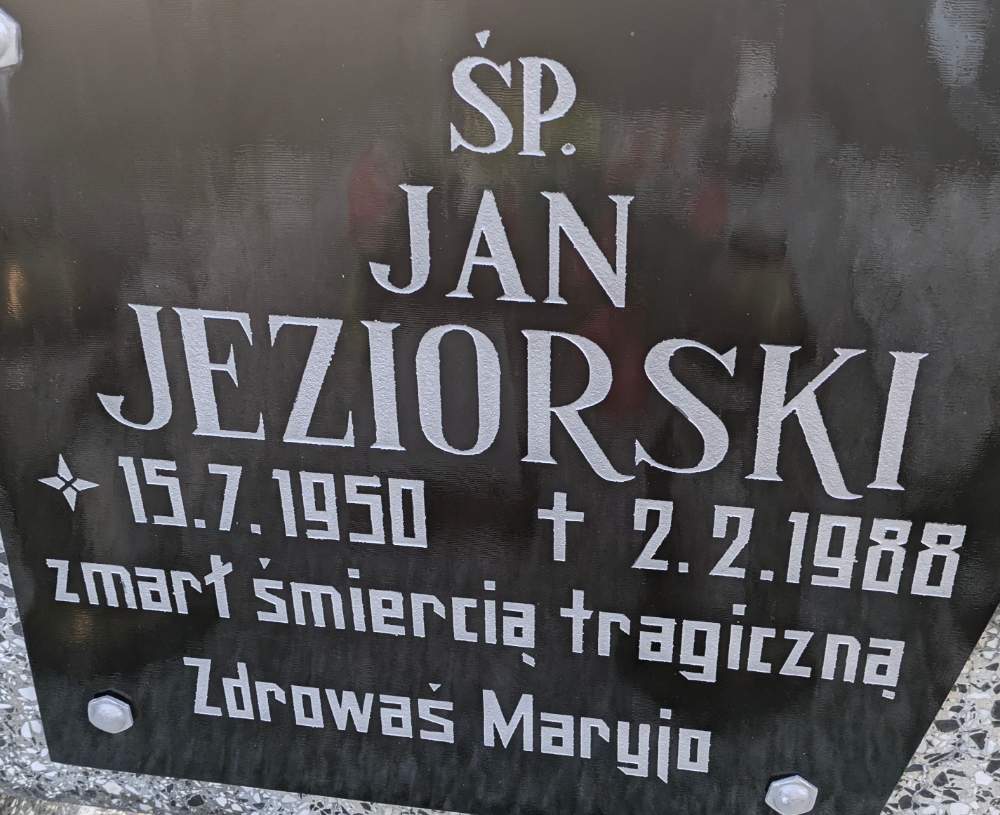 ŚP.
JAN
JEZIORSKI
15.7.1950 † 2.2.1988
zmarł śmiercią tragiczną
Zdrowaś Maryjo